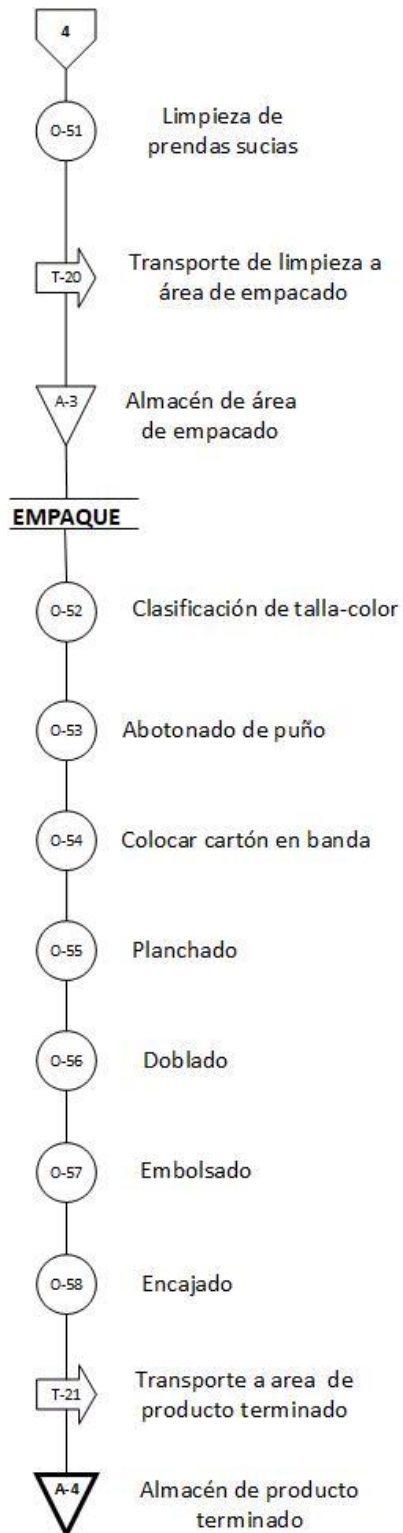 4
O-51
Limpieza de
prendas sucias
T-20
Transporte de limpieza a
área de empacado
A-3
Almacén de área
de empacado
EMPAQUE
O-52
Clasificación de talla-color
O-53
Abotonado de puño
O-54
Colocar cartón en banda
O-55
Planchado
O-56
Doblado
O-57
Embolsado
O-58
Encajado
T-21
Transporte a area de
producto terminado
A-4
Almacén de producto
terminado